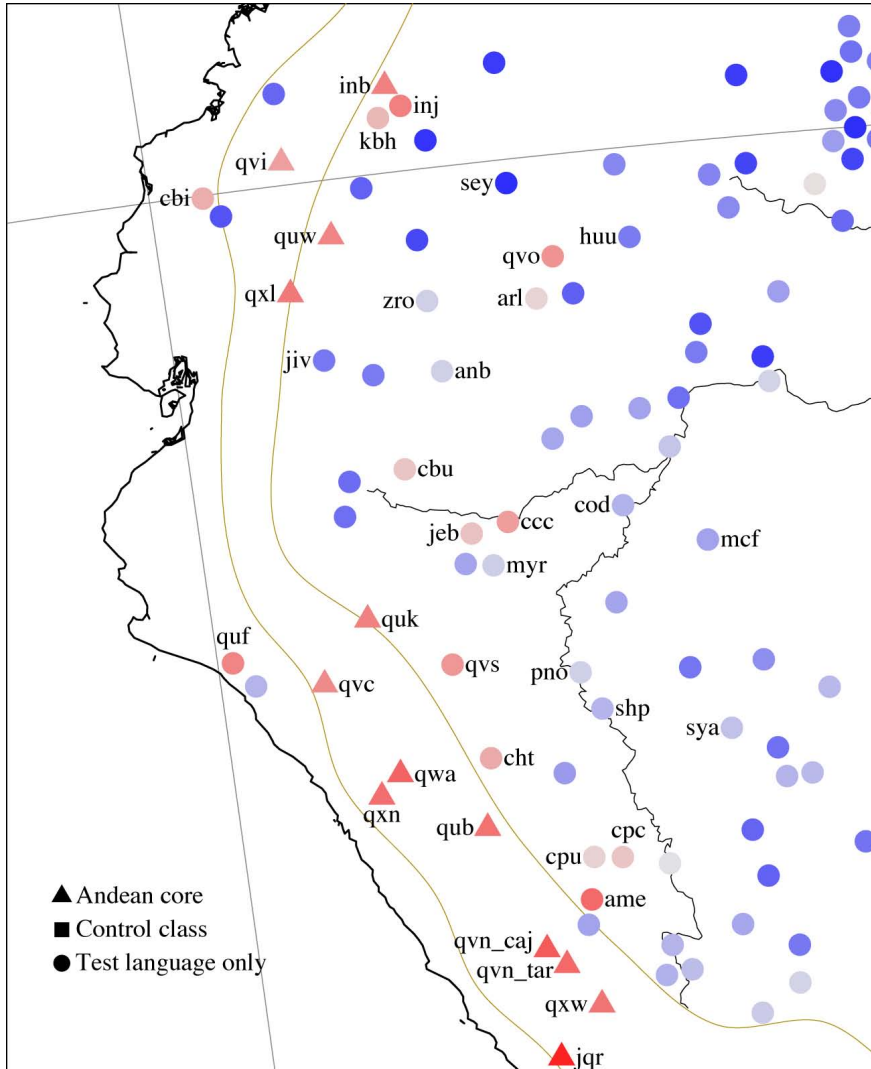 inb
inj
kbh
qvi
sey
cbi
quw
huu
qvo
qxl
zro
arl
jiv
anb
cbu
cod
ccc
jeb
mcf
myr
quk
quf
qvs
pno
qvc
shp
sya
cht
qwa
qxn
qub
cpc
cpu
Andean core
ame
Control class
qvn_caj
Test language only
qvn_tar
qxw
jqr